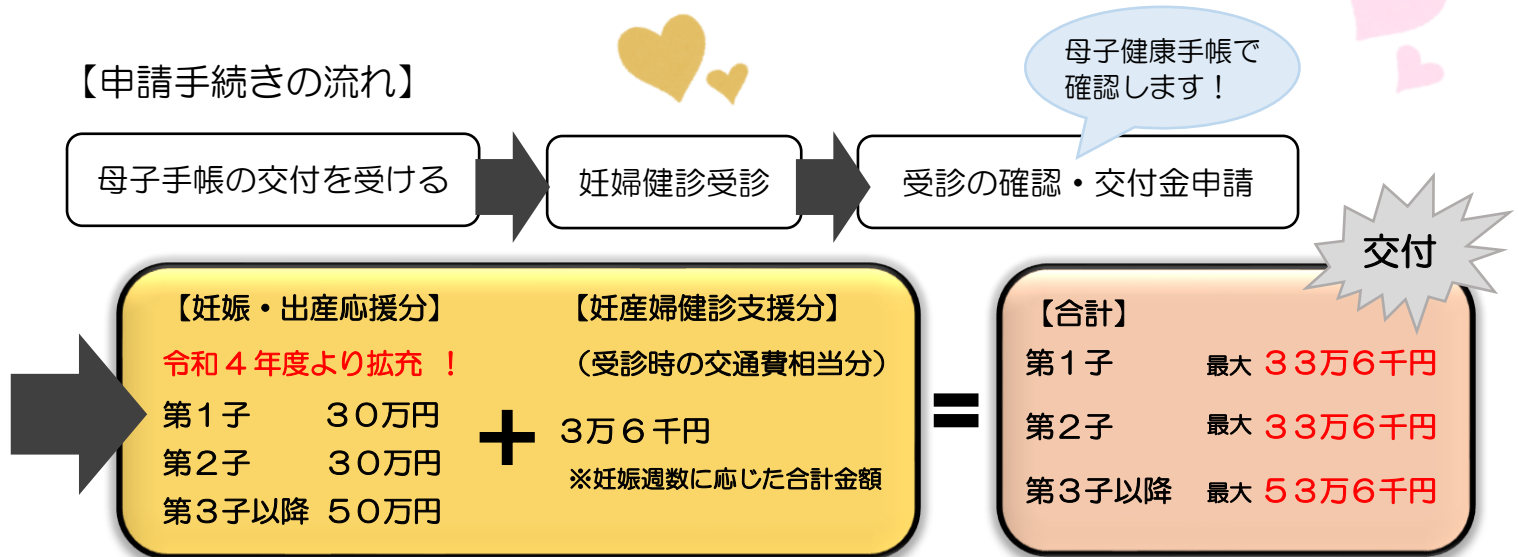 【申請手続きの流れ】
母子健康手帳で
確認します！
母子手帳の交付を受ける
妊婦健診受診
受診の確認・交付金申請
交付
【妊娠・出産応援分】
令和４年度より拡充 ！
第１子 ３０万円
第２子 ３０万円
第３子以降 ５０万円
＋
【妊産婦健診支援分】
（受診時の交通費相当分）
３万６千円
※妊娠週数に応じた合計金額
＝
【合計】
第１子 最大 ３３万６千円
第２子 最大 ３３万６千円
第３子以降 最大 ５３万６千円